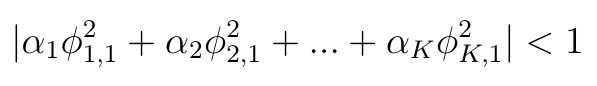 |α₁ϕ²₁,₁ + α₂ϕ²₂,₁ + ... + α_Kϕ²_K,₁| < 1